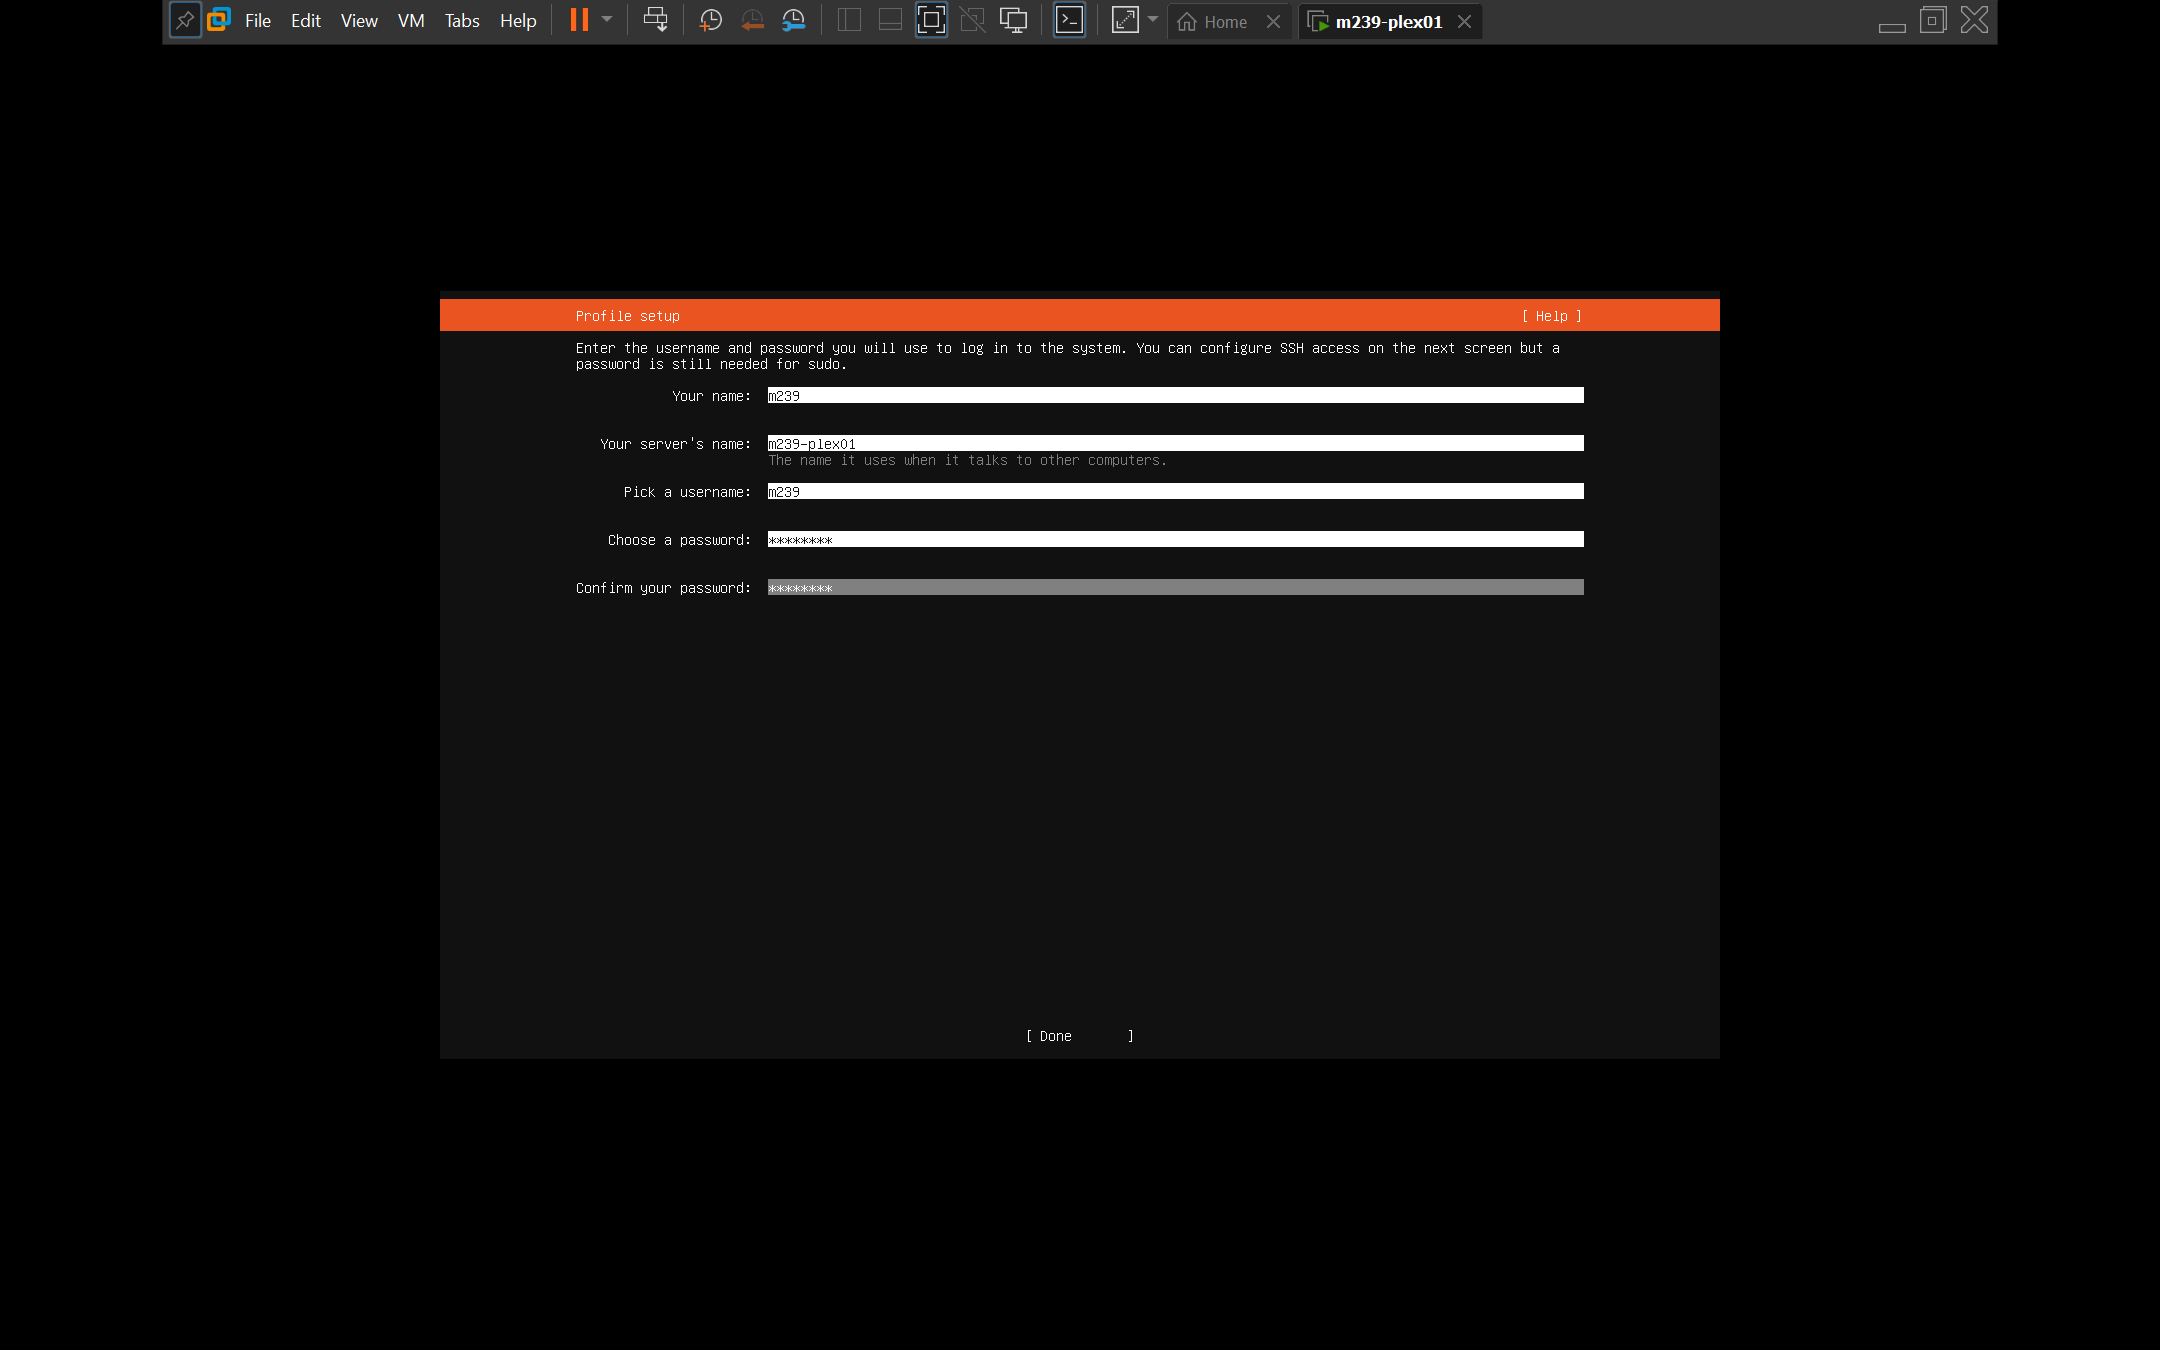 File Edit View VM Tabs Help Home m239-plex01
Profile setup [ Help ]
Enter the username and password you will use to log in to the system. You can configure SSH access on the next screen but a
password is still needed for sudo.
Your name: m239
Your server's name: m239-plex01
The name it uses when it talks to other computers.
Pick a username: m239
Choose a password: ********
Confirm your password: ********
[ Done ]